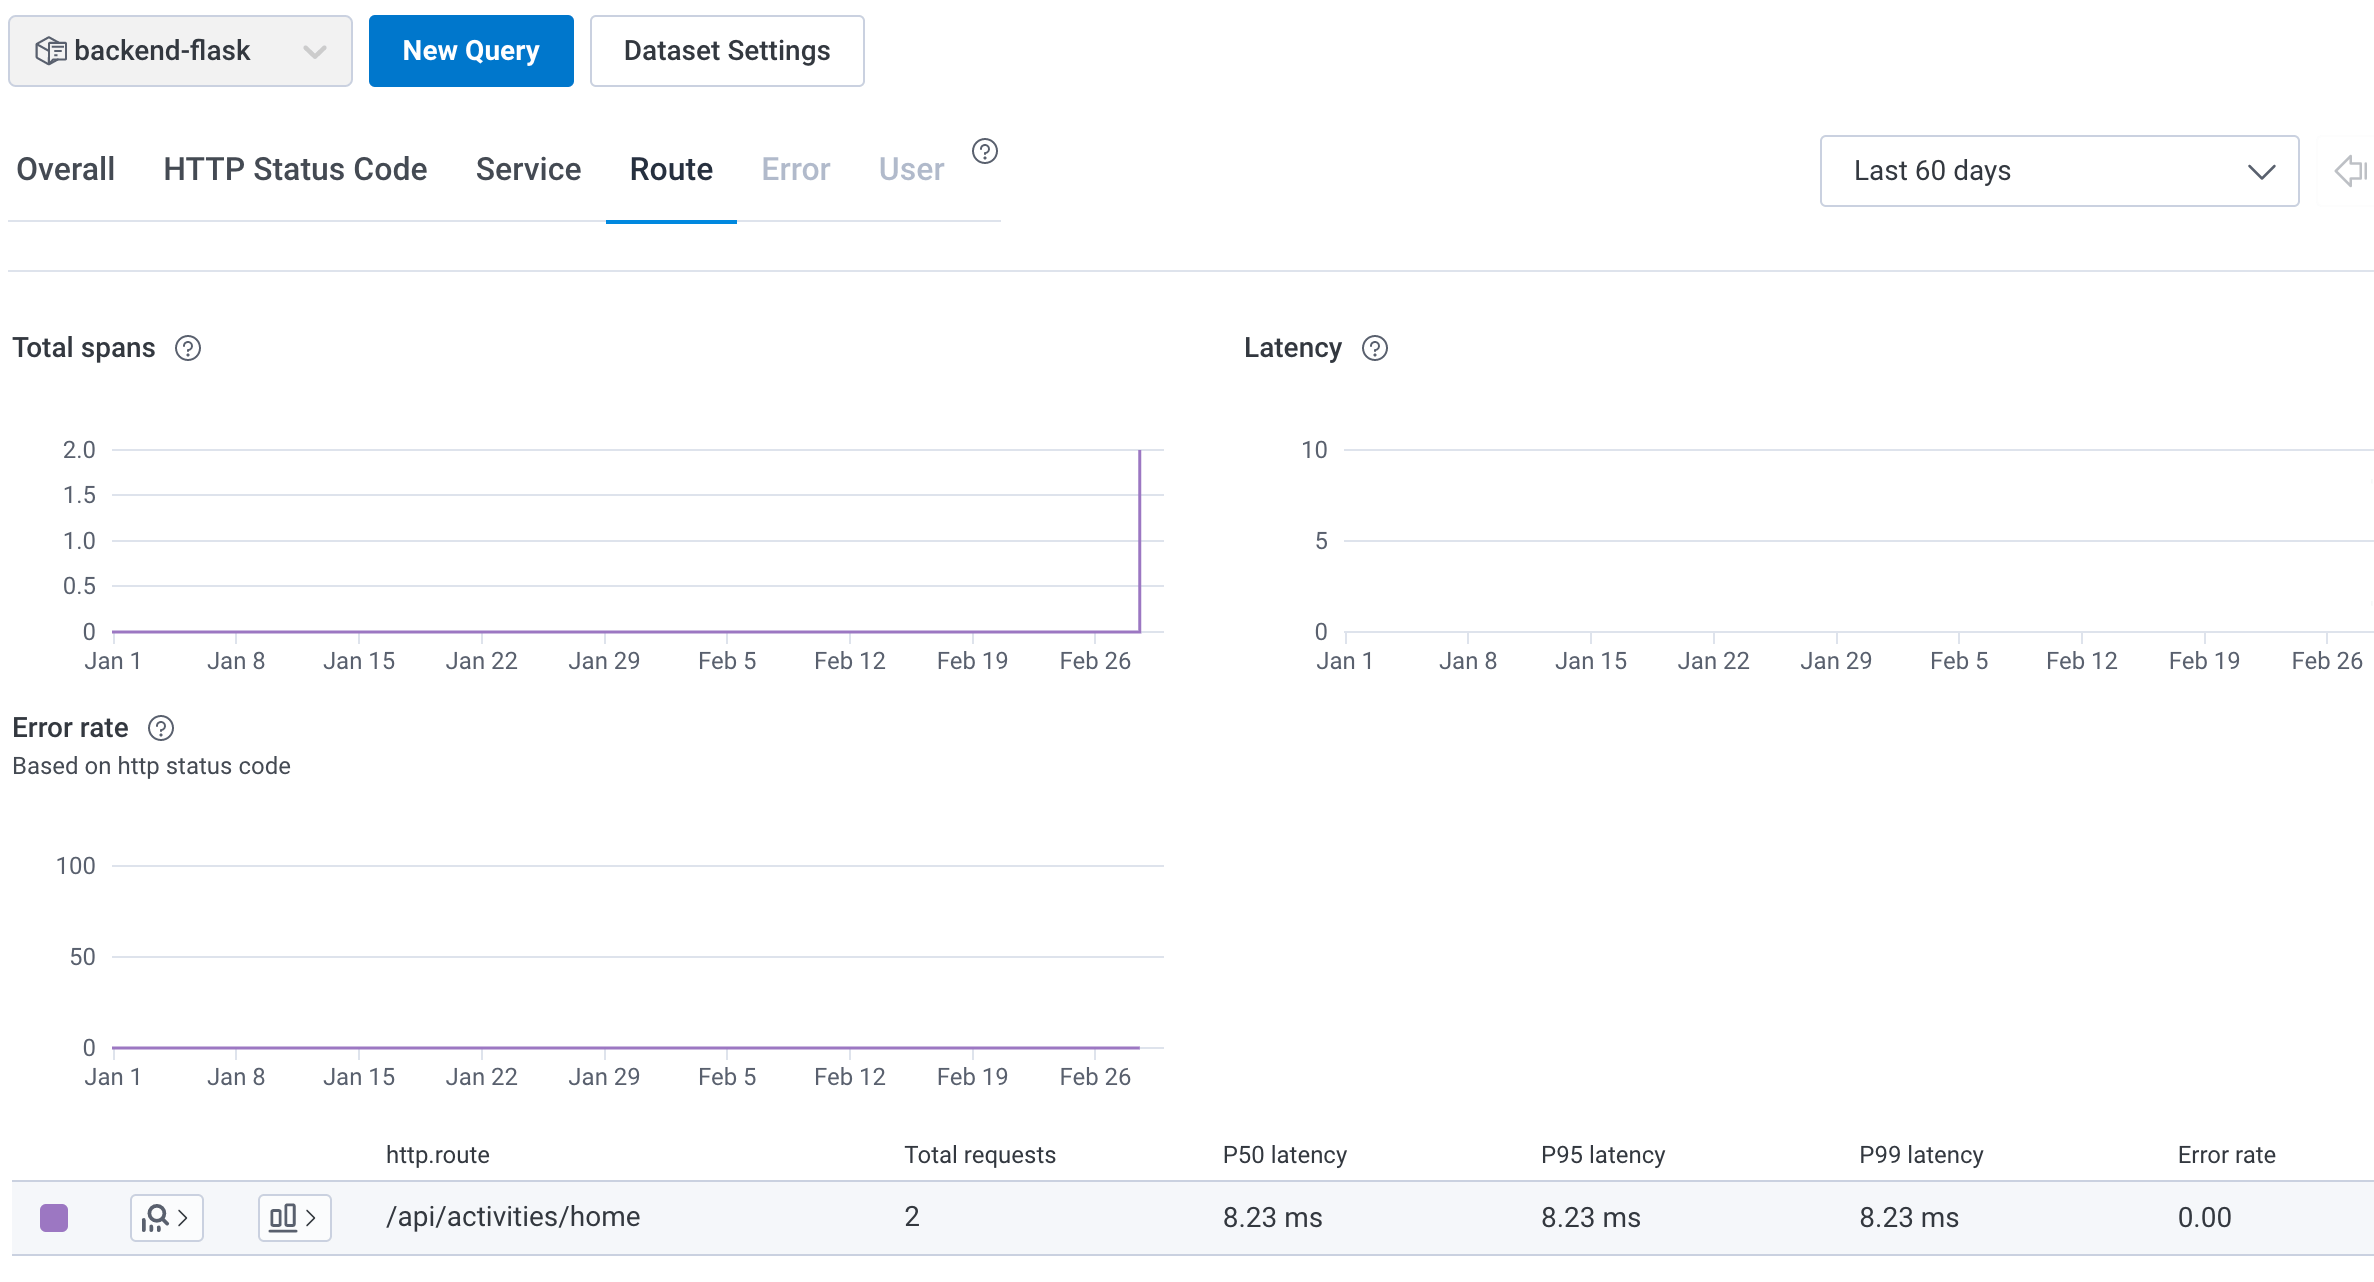 backend-flask New Query Dataset Settings
Overall HTTP Status Code Service Route Error User ? Last 60 days
Total spans ? Latency ?
2.0
1.5
1.0
0.5
0
Jan 1 Jan 8 Jan 15 Jan 22 Jan 29 Feb 5 Feb 12 Feb 19 Feb 26
10
5
0
Jan 1 Jan 8 Jan 15 Jan 22 Jan 29 Feb 5 Feb 12 Feb 19 Feb 26
Error rate ?
Based on http status code
100
50
0
Jan 1 Jan 8 Jan 15 Jan 22 Jan 29 Feb 5 Feb 12 Feb 19 Feb 26
http.route Total requests P50 latency P95 latency P99 latency Error rate
/api/activities/home 2 8.23 ms 8.23 ms 8.23 ms 0.00